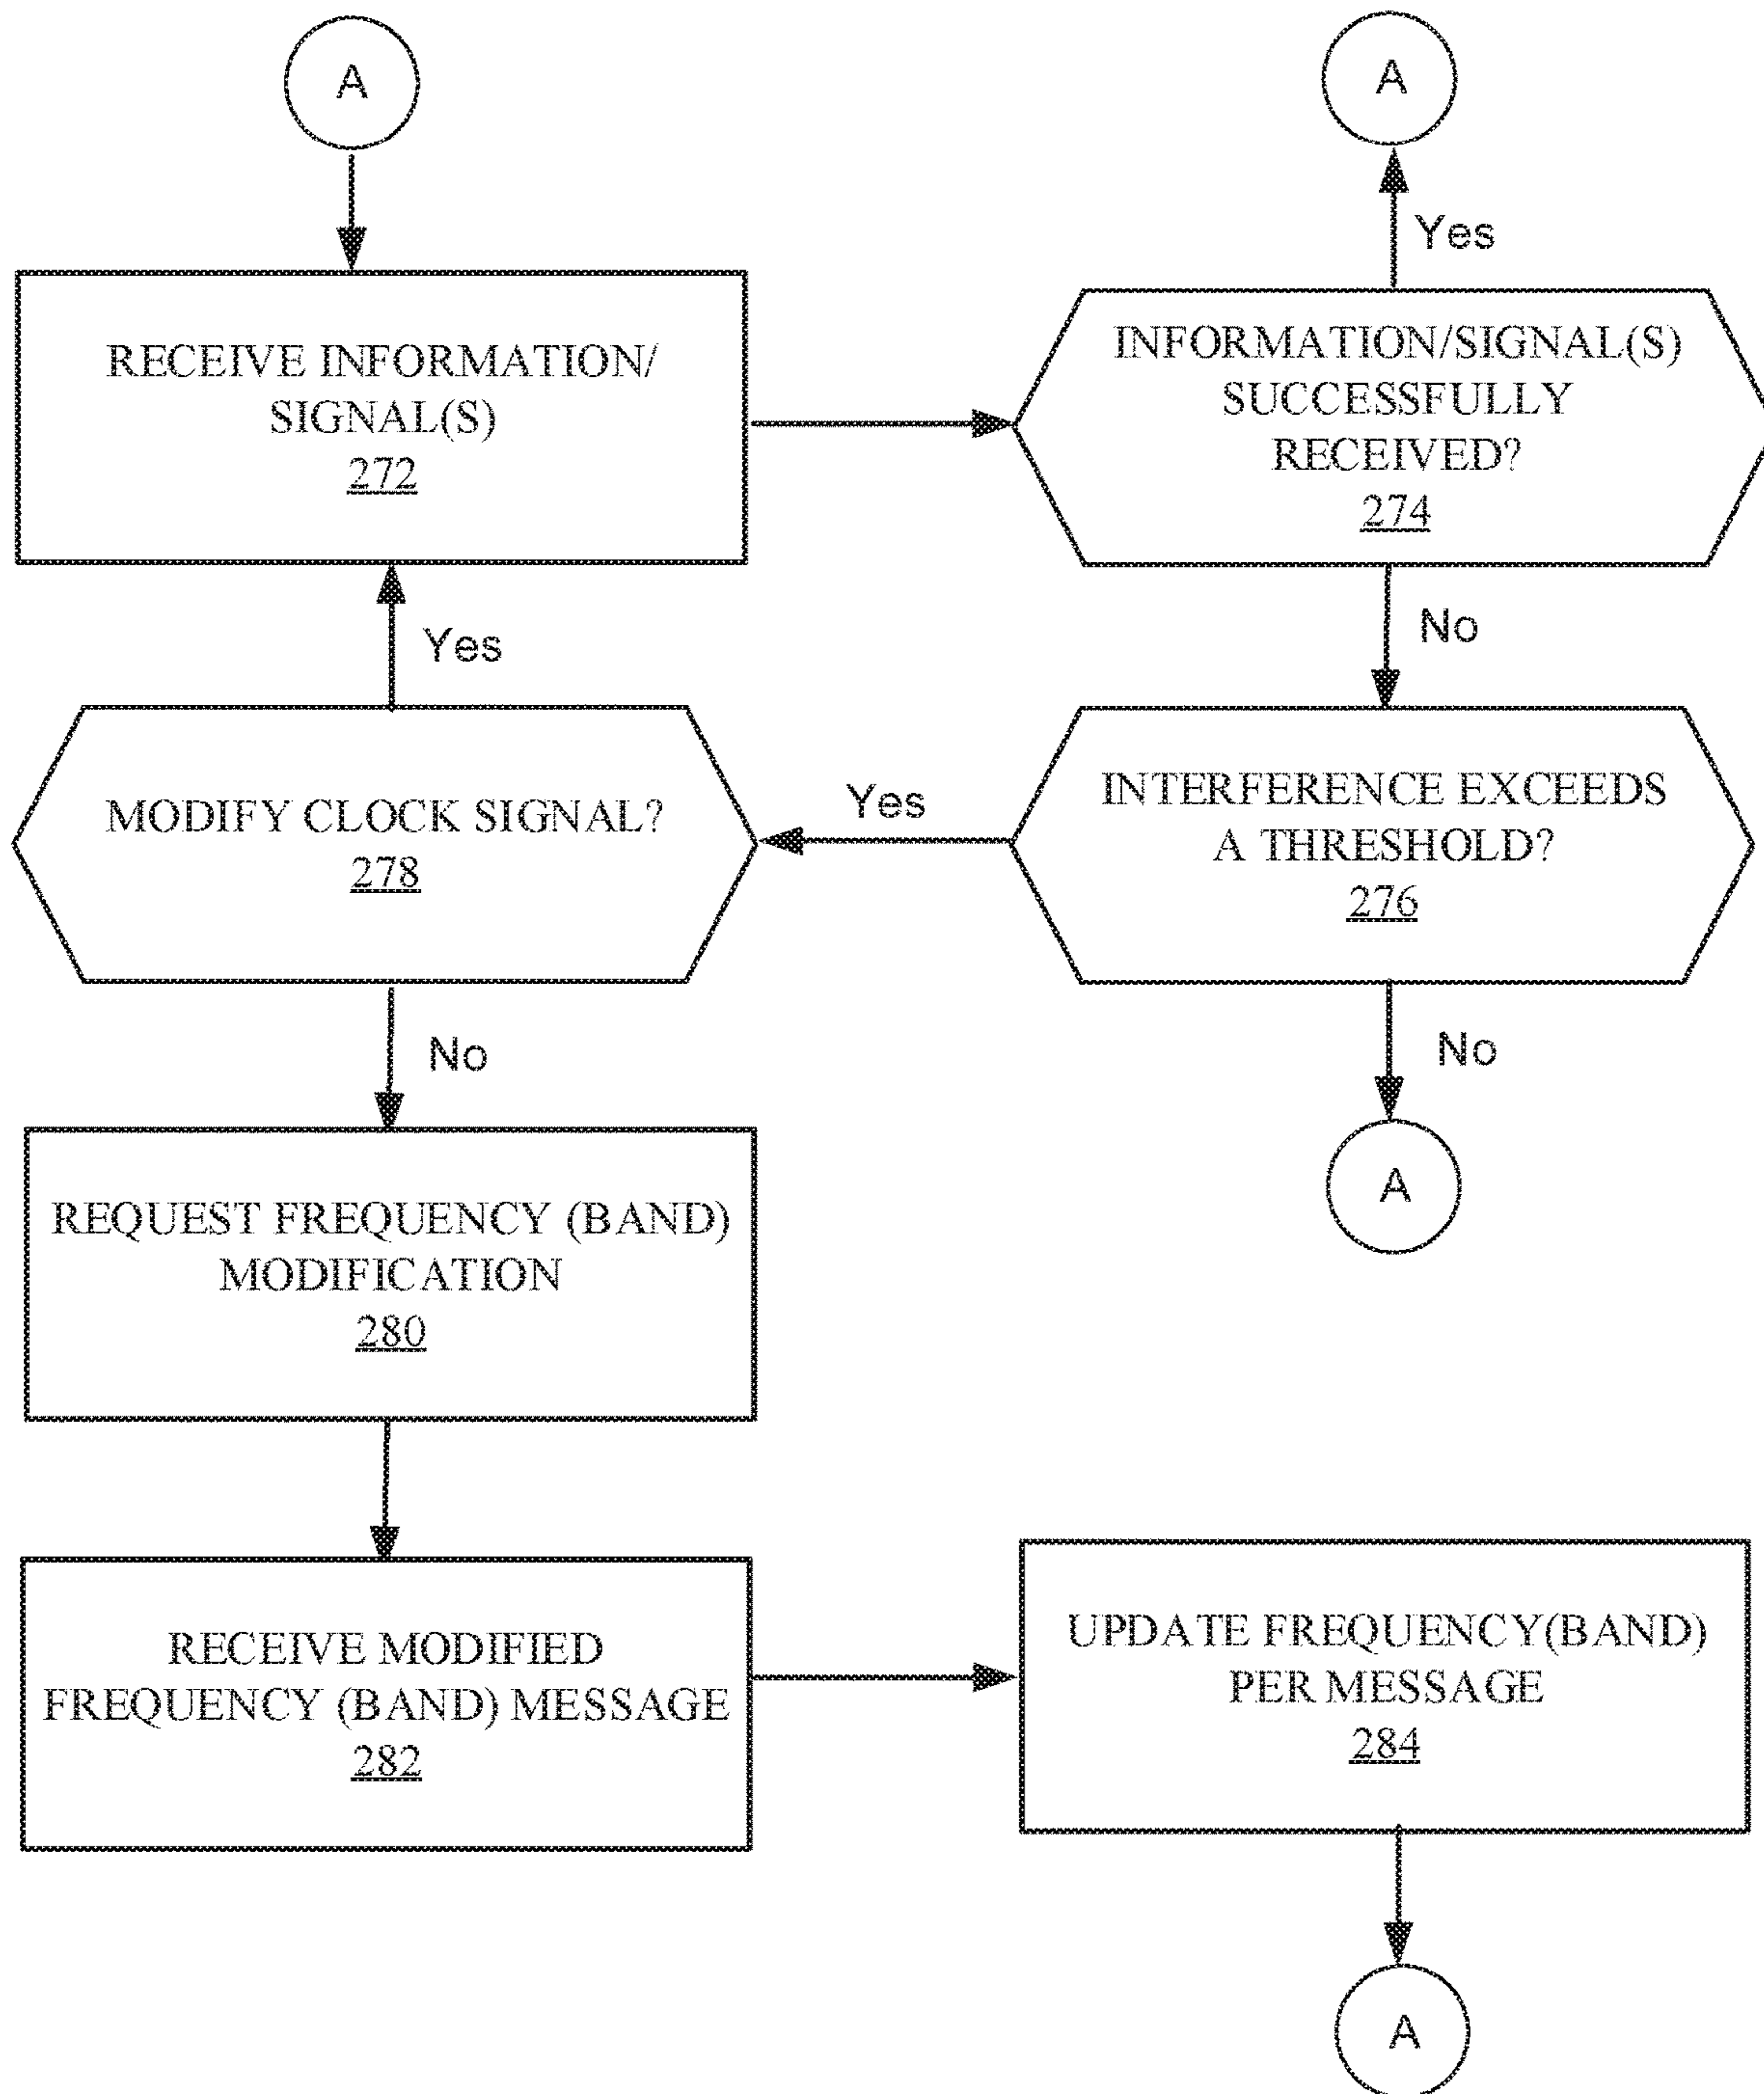 A
A
Yes
RECEIVE INFORMATION/
SIGNAL(S)
272
INFORMATION/SIGNAL(S)
SUCCESSFULLY
RECEIVED?
274
No
Yes
INTERFERENCE EXCEEDS
A THRESHOLD?
276
Yes
MODIFY CLOCK SIGNAL?
278
No
A
No
REQUEST FREQUENCY (BAND)
MODIFICATION
280
RECEIVE MODIFIED
FREQUENCY (BAND) MESSAGE
282
UPDATE FREQUENCY(BAND)
PER MESSAGE
284
A